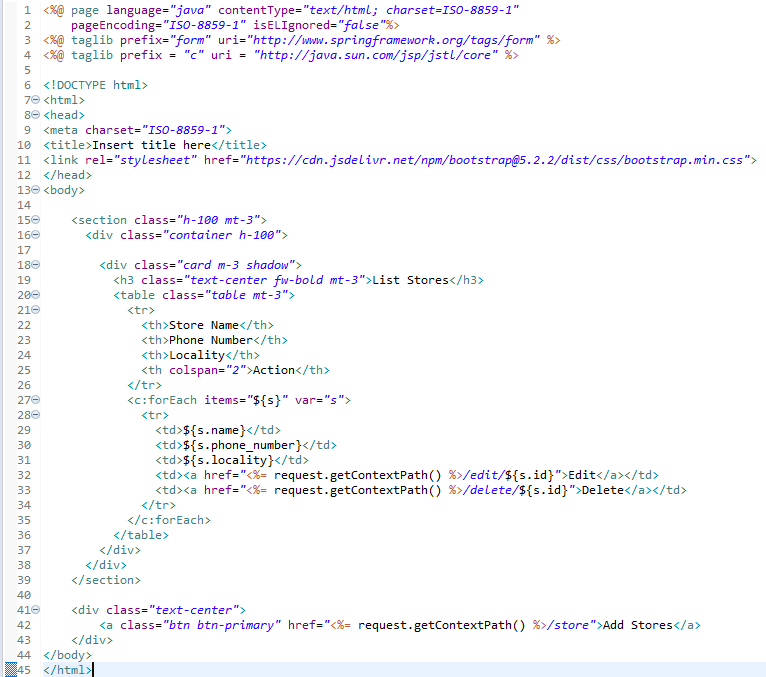 1 <%@ page language="java" contentType="text/html; charset=ISO-8859-1"
2 pageEncoding="ISO-8859-1" isELIgnored="false"%>
3 <%@ taglib prefix="form" uri="http://www.springframework.org/tags/form" %>
4 <%@ taglib prefix = "c" uri = "http://java.sun.com/jsp/jstl/core" %>
5
6 <!DOCTYPE html>
7 <html>
8 <head>
9 <meta charset="ISO-8859-1">
10 <title>Insert title here</title>
11 <link rel="stylesheet" href="https://cdn.jsdelivr.net/npm/bootstrap@5.2.2/dist/css/bootstrap.min.css">
12 </head>
13 <body>
14
15 <section class="h-100 mt-3">
16 <div class="container h-100">
17
18 <div class="card m-3 shadow">
19 <h3 class="text-center fw-bold mt-3">List Stores</h3>
20 <table class="table mt-3">
21 <tr>
22 <th>Store Name</th>
23 <th>Phone Number</th>
24 <th>Locality</th>
25 <th colspan="2">Action</th>
26 </tr>
27 <c:forEach items="${s}" var="s">
28 <tr>
29 <td>${s.name}</td>
30 <td>${s.phone_number}</td>
31 <td>${s.locality}</td>
32 <td><a href="<%= request.getContextPath() %>/edit/${s.id}">Edit</a></td>
33 <td><a href="<%= request.getContextPath() %>/delete/${s.id}">Delete</a></td>
34 </tr>
35 </c:forEach>
36 </table>
37 </div>
38 </div>
39 </section>
40
41 <div class="text-center">
42 <a class="btn btn-primary" href="<%= request.getContextPath() %>/store">Add Stores</a>
43 </div>
44 </body>
45 </html>